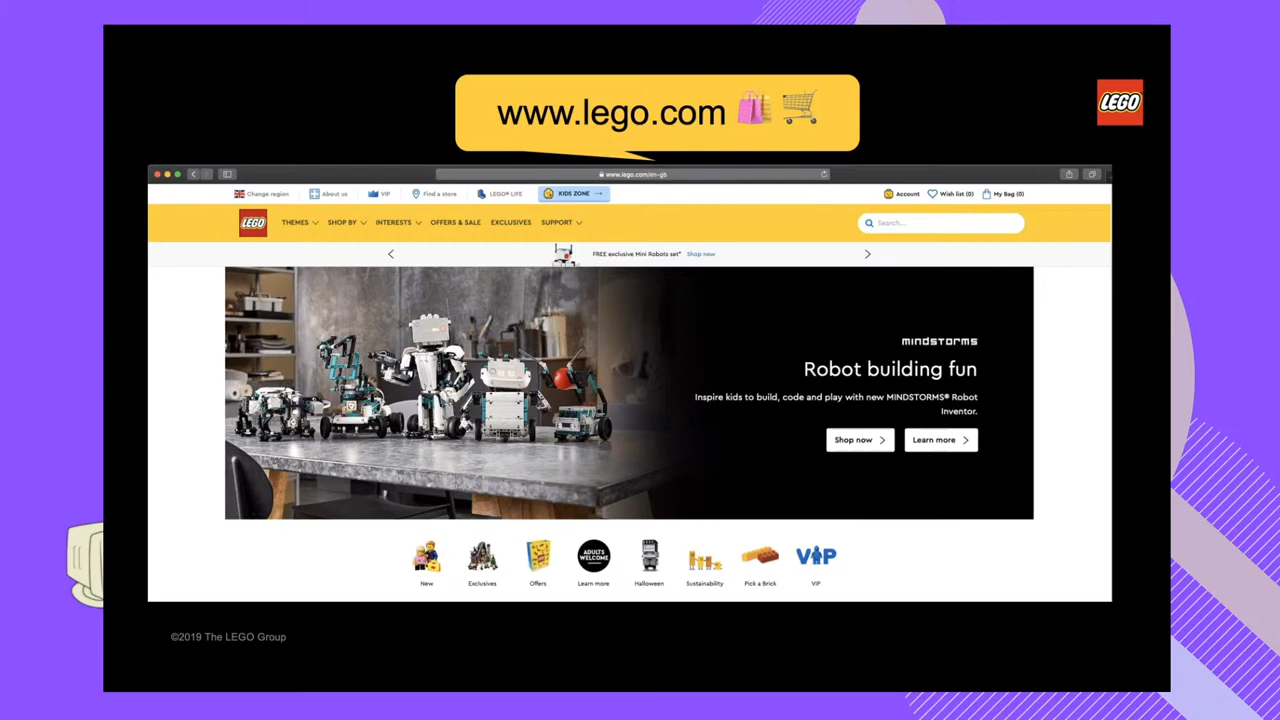 www.lego.com
LEGO
www.lego.com/en-gb
Change region
About us
VIP
Find a store
LEGO® LIFE
KIDS ZONE
Account
Wish list (0)
My Bag (0)
LEGO
THEMES
SHOP BY
INTERESTS
OFFERS & SALE
EXCLUSIVES
SUPPORT
Search...
FREE exclusive Mini Robots set* Shop now
mindstorms
Robot building fun
Inspire kids to build, code and play with new MINDSTORMS® Robot
Inventor.
Shop now
Learn more
ADULTS
WELCOME
VIP
New
Exclusives
Offers
Learn more
Halloween
Sustainability
Pick a Brick
VIP
©2019 The LEGO Group